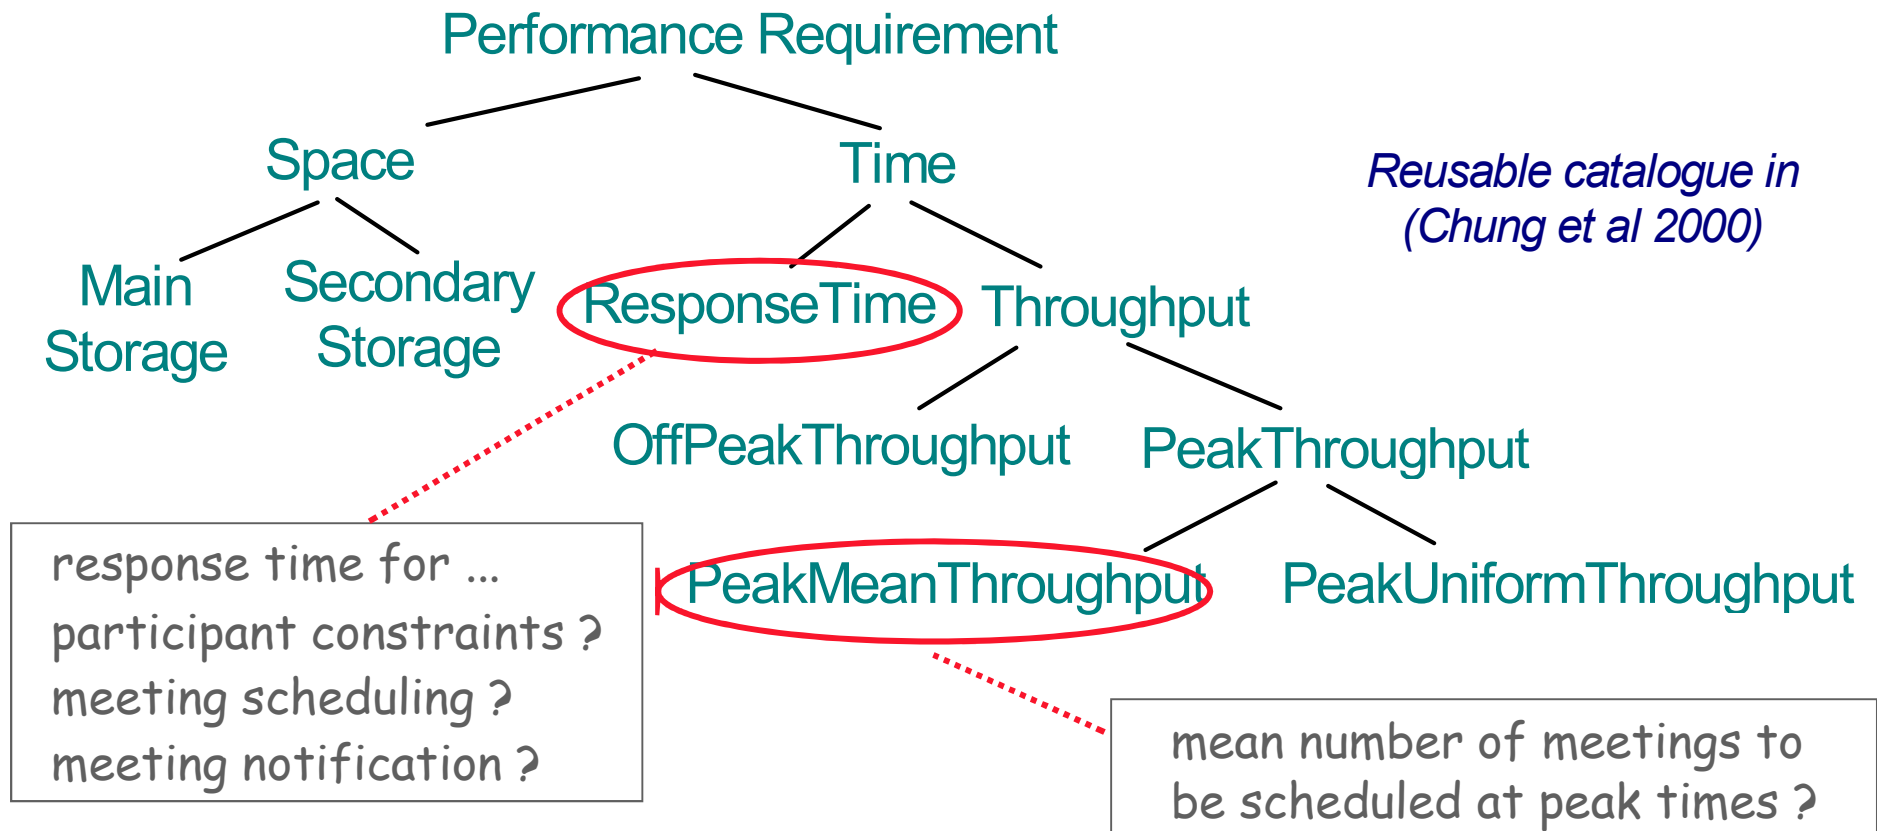 Performance Requirement
Space
Time
Reusable catalogue in
(Chung et al 2000)
Main
Storage
Secondary
Storage
ResponseTime
Throughput
OffPeakThroughput
PeakThroughput
response time for ...
participant constraints ?
meeting scheduling ?
meeting notification ?
PeakMeanThroughput
PeakUniformThroughput
mean number of meetings to
be scheduled at peak times ?